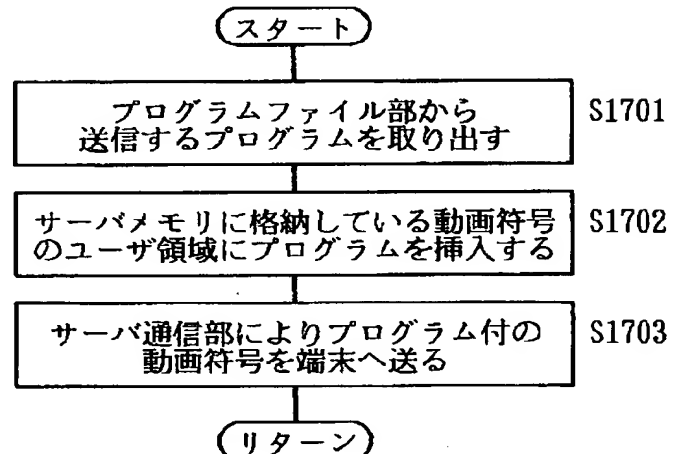 スタート
プログラムファイル部から
送信するプログラムを取り出す
S1701
サーバメモリに格納している動画符号
のユーザ領域にプログラムを挿入する
S1702
サーバ通信部によりプログラム付の
動画符号を端末へ送る
S1703
リターン